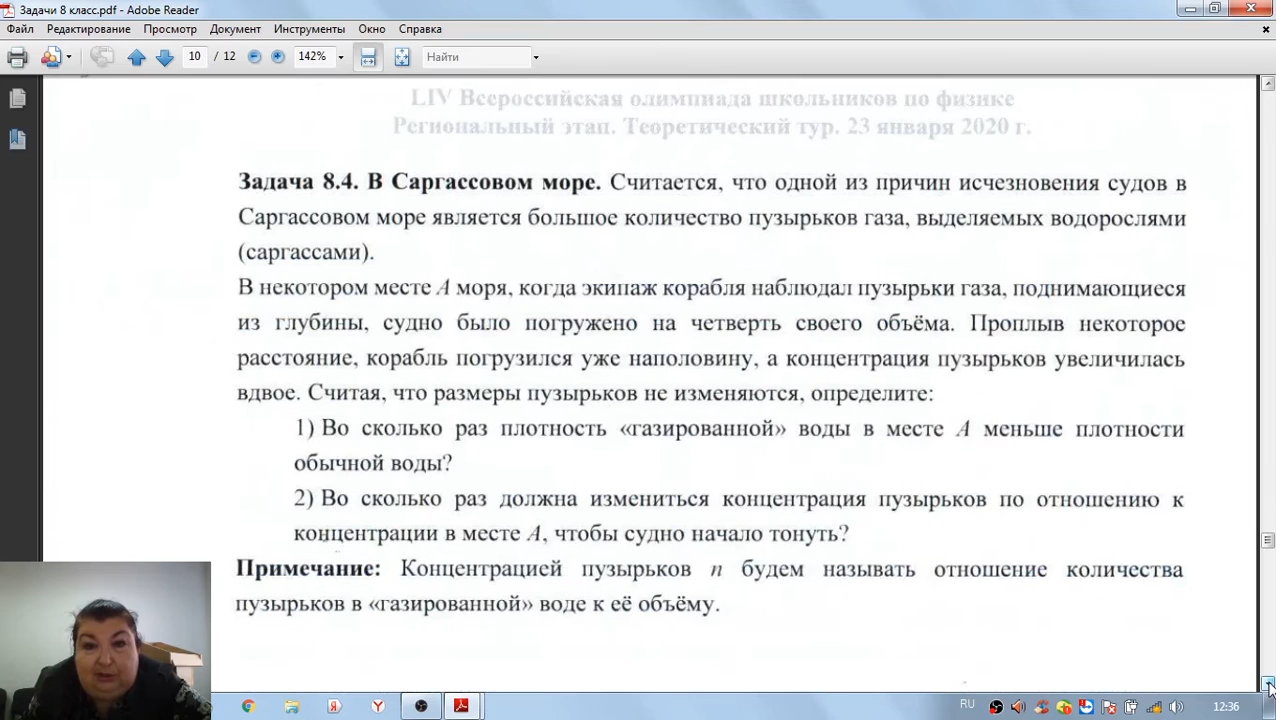 Задачи 8 класс.pdf - Adobe Reader
Файл Редактирование Просмотр Документ Инструменты Окно Справка
10 / 12 142% Найти
LIV Всероссийская олимпиада школьников по физике
Региональный этап. Теоретический тур. 23 января 2020 г.
Задача 8.4. В Саргассовом море. Считается, что одной из причин исчезновения судов в
Саргассовом море является большое количество пузырьков газа, выделяемых водорослями
(саргассами).
В некотором месте A моря, когда экипаж корабля наблюдал пузырьки газа, поднимающиеся
из глубины, судно было погружено на четверть своего объёма. Проплыв некоторое
расстояние, корабль погрузился уже наполовину, а концентрация пузырьков увеличилась
вдвое. Считая, что размеры пузырьков не изменяются, определите:
1) Во сколько раз плотность «газированной» воды в месте A меньше плотности
обычной воды?
2) Во сколько раз должна измениться концентрация пузырьков по отношению к
концентрации в месте A, чтобы судно начало тонуть?
Примечание: Концентрацией пузырьков n будем называть отношение количества
пузырьков в «газированной» воде к её объёму.
RU 12:36